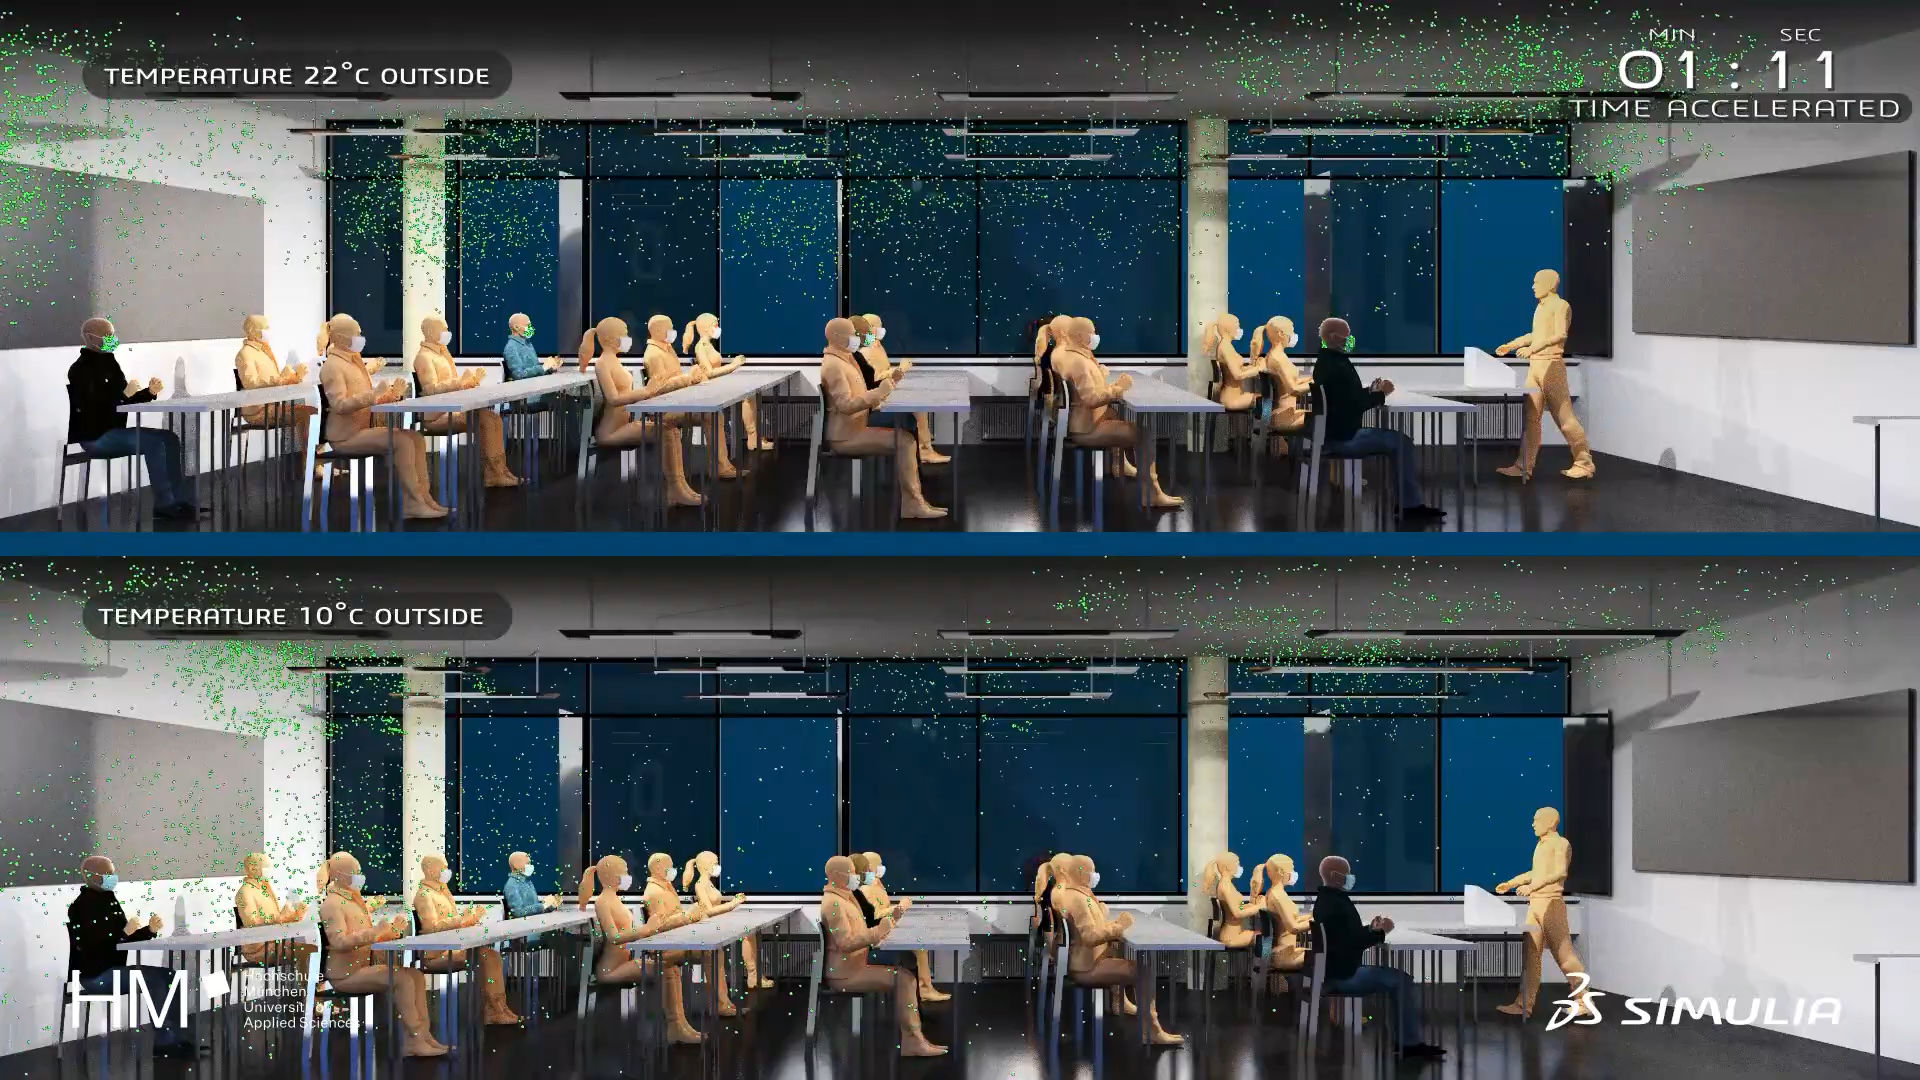 MIN SEC
TEMPERATURE 22°C OUTSIDE
01:11
TIME ACCELERATED
TEMPERATURE 10°C OUTSIDE
HM
Hochschule
München
University of
Applied Sciences
3S SIMULIA